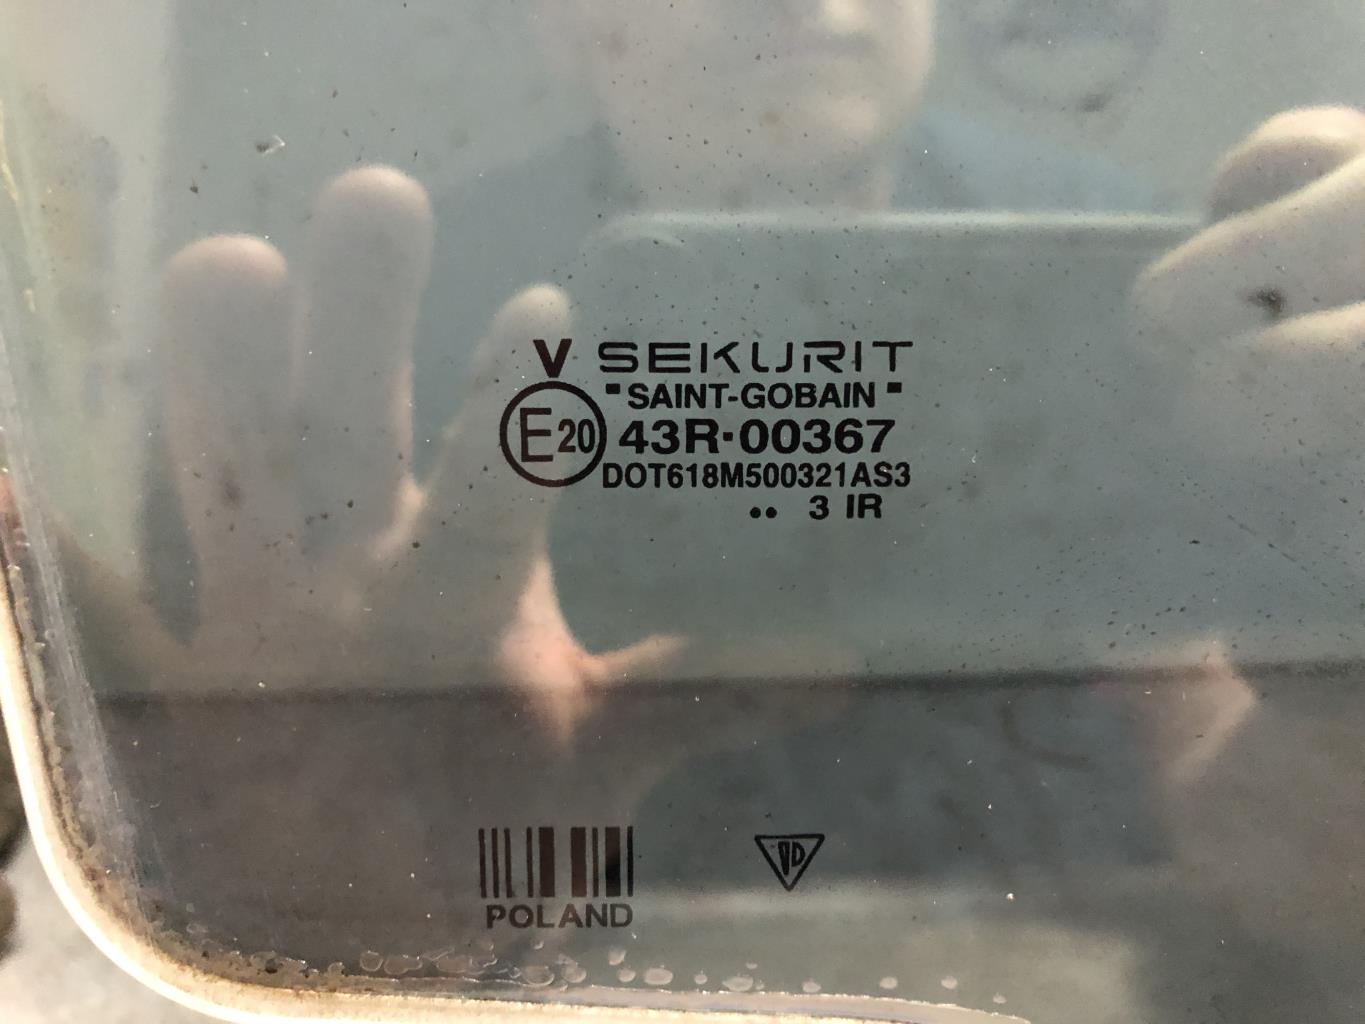 V SEKURIT
"SAINT-GOBAIN"
E20 43R-00367
DOT618M500321AS3
.. 3 IR
POLAND